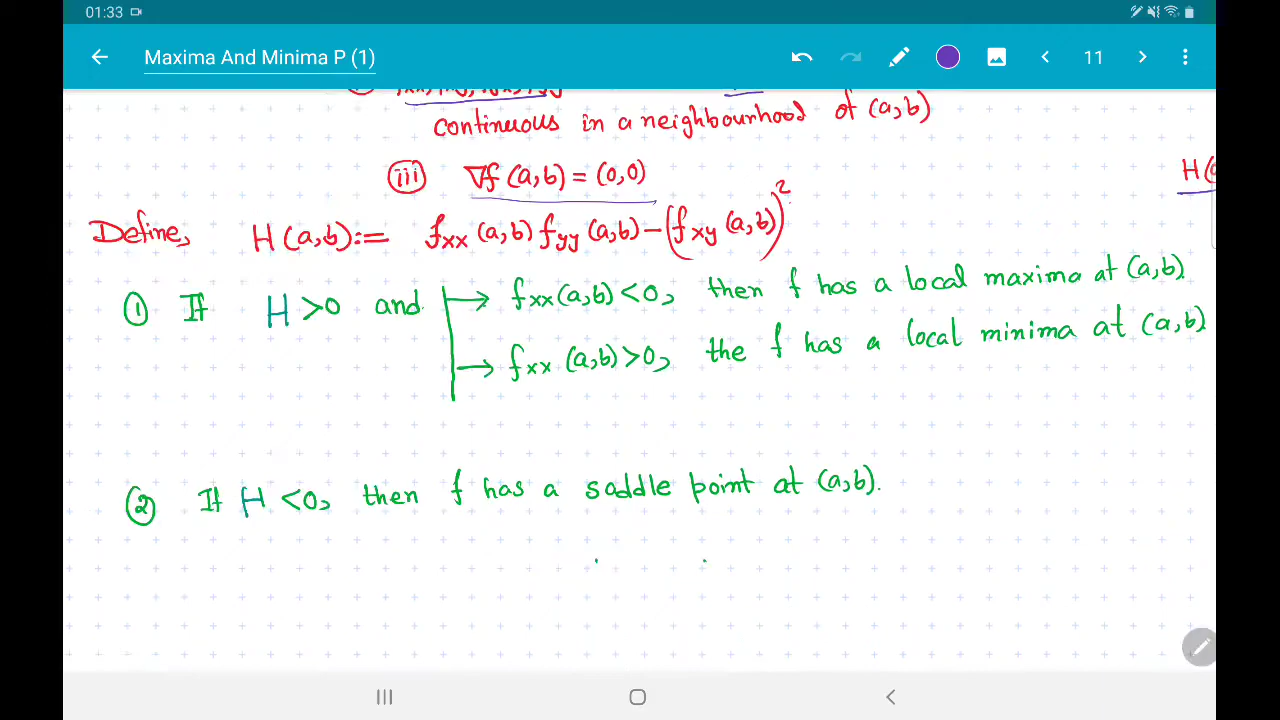 01:33
Maxima And Minima P (1)
11
continuous in a neighbourhood of (a,b)
(iii) ∇f (a,b) = (0,0)
H(
Define, H(a,b):= fxx (a,b) fyy (a,b) − (fxy (a,b))²
① If H >0 and → fxx(a,b) <0, then f has a local maxima at (a,b)
→ fxx (a,b) >0, the f has a local minima at (a,b)
② If H <0, then f has a saddle point at (a,b).